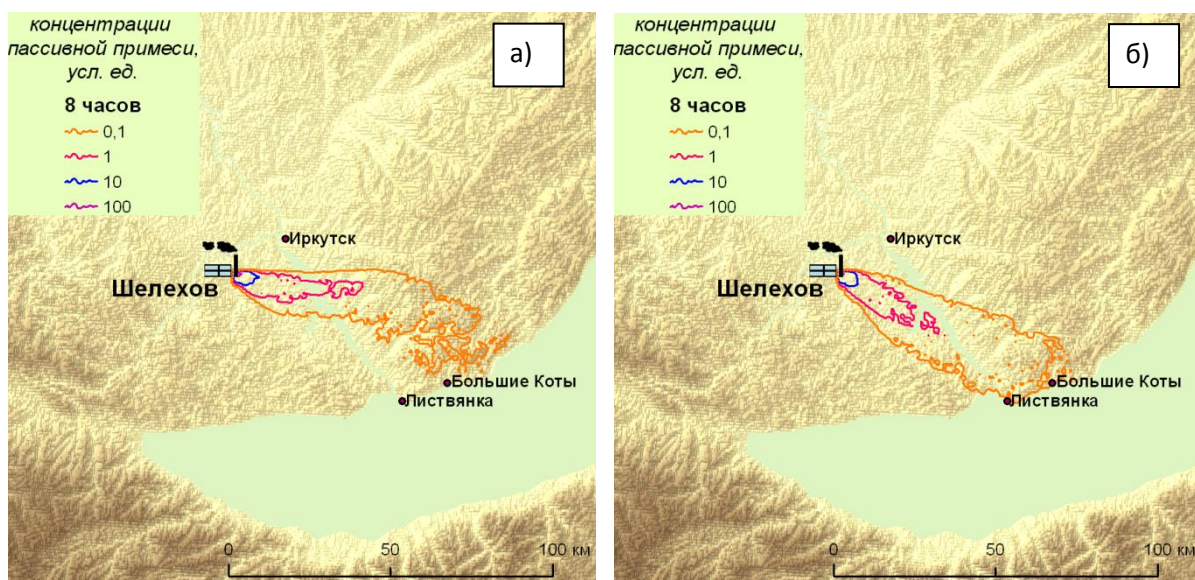 концентрации
пассивной примеси,
усл. ед.
8 часов
0,1
1
10
100
а)
Иркутск
Шелехов
Большие Коты
Листвянка
0 50 100 км
концентрации
пассивной примеси,
усл. ед.
8 часов
0,1
1
10
100
б)
Иркутск
Шелехов
Большие Коты
Листвянка
0 50 100 км